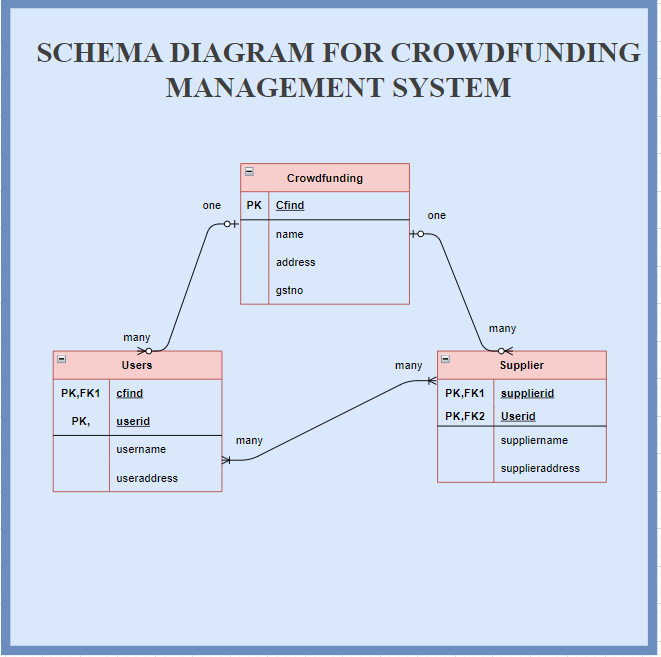 SCHEMA DIAGRAM FOR CROWDFUNDING
MANAGEMENT SYSTEM
Crowdfunding
PK Cfind
name
address
gstno
one
one
many
many
Users
PK,FK1 cfind
PK, userid
username
useraddress
many
many
Supplier
PK,FK1 supplierid
PK,FK2 Userid
suppliername
supplieraddress